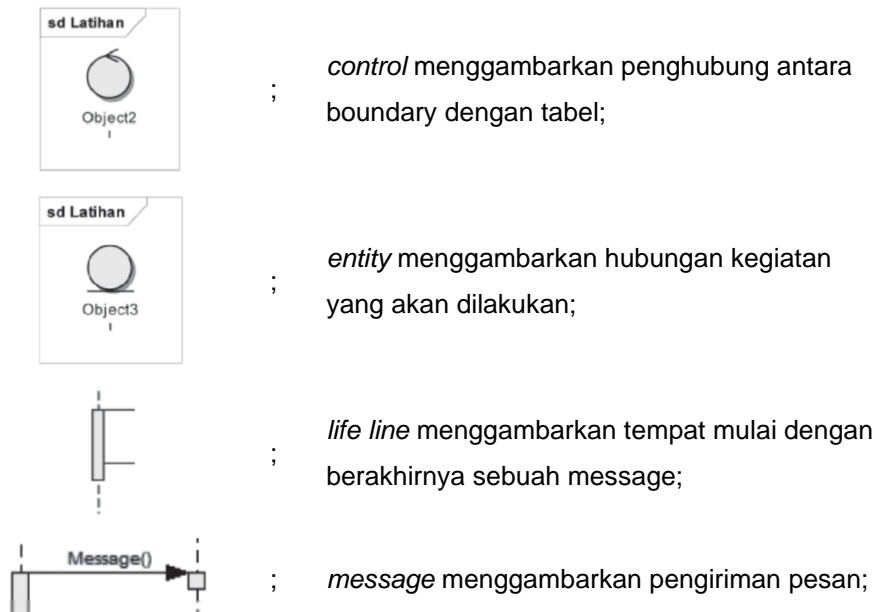 sd Latihan
Object2
;
control menggambarkan penghubung antara
boundary dengan tabel;
sd Latihan
Object3
;
entity menggambarkan hubungan kegiatan
yang akan dilakukan;
;
life line menggambarkan tempat mulai dengan
berakhirnya sebuah message;
Message()
;
message menggambarkan pengiriman pesan;